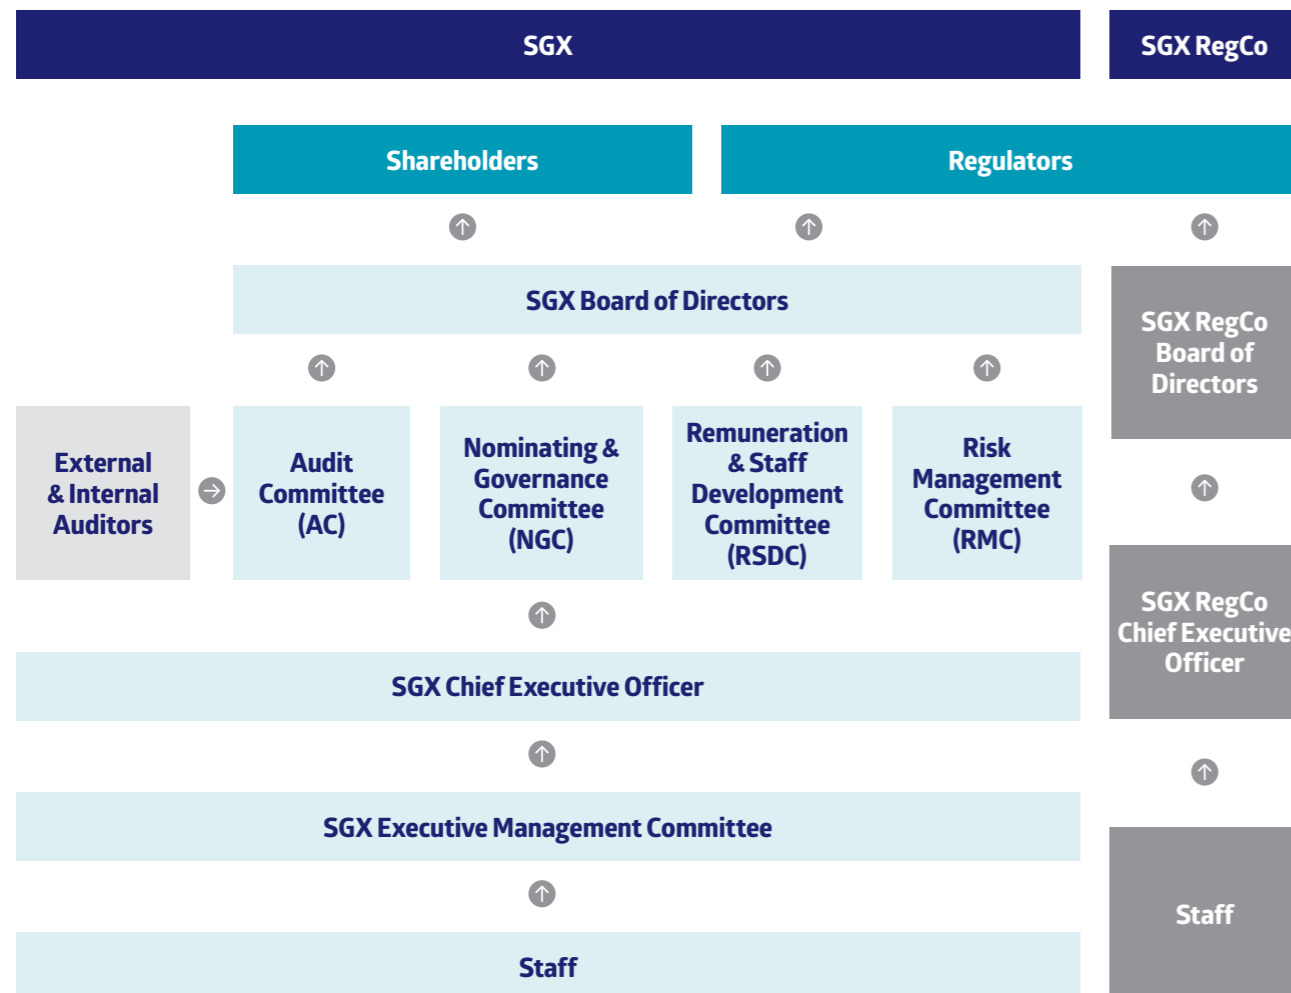 SGX
SGX RegCo
Shareholders
Regulators
SGX Board of Directors
SGX RegCo
Board of
Directors
External
& Internal
Auditors
Audit
Committee
(AC)
Nominating &
Governance
Committee
(NGC)
Remuneration
& Staff
Development
Committee
(RSDC)
Risk
Management
Committee
(RMC)
SGX RegCo
Chief Executive
Officer
SGX Chief Executive Officer
SGX Executive Management Committee
Staff
Staff